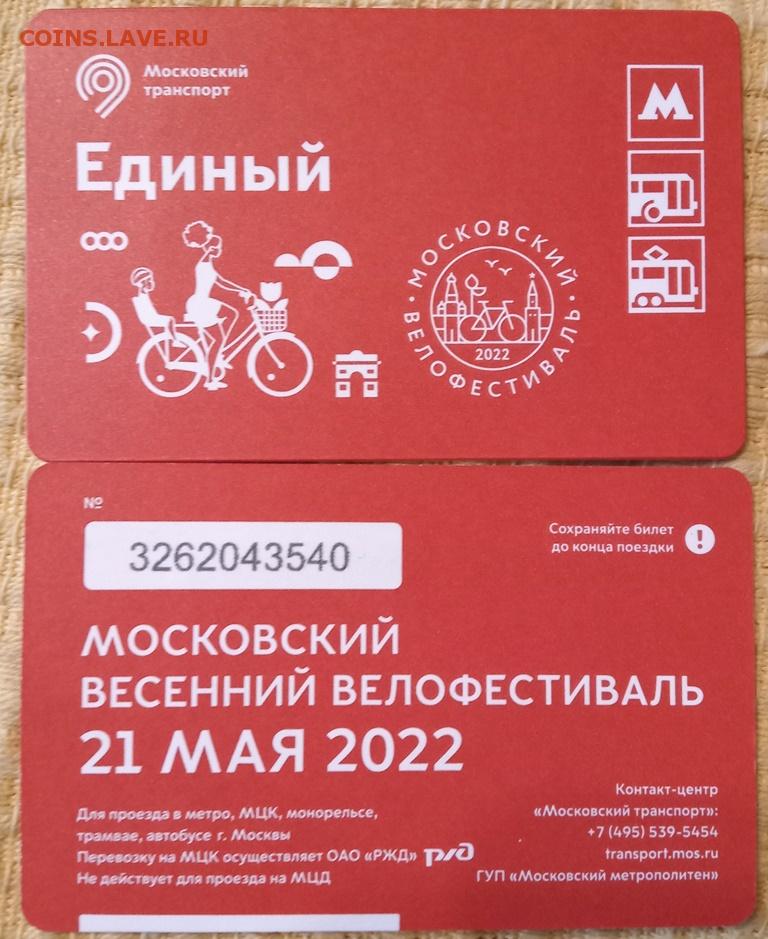 COINS.LAVE.RU
Московский
транспорт
М
Единый
МОСКОВСКИЙ
ВЕЛОФЕСТИВАЛЬ
2022
№
3262043540
Сохраняйте билет
до конца поездки
!
МОСКОВСКИЙ
ВЕСЕННИЙ ВЕЛОФЕСТИВАЛЬ
21 МАЯ 2022
Для проезда в метро, МЦК, монорельсе,
трамвае, автобусе г. Москвы
Перевозку на МЦК осуществляет ОАО «РЖД» ржд
Не действует для проезда на МЦД
Контакт-центр
«Московский транспорт»:
+7 (495) 539-5454
transport.mos.ru
ГУП «Московский метрополитен»